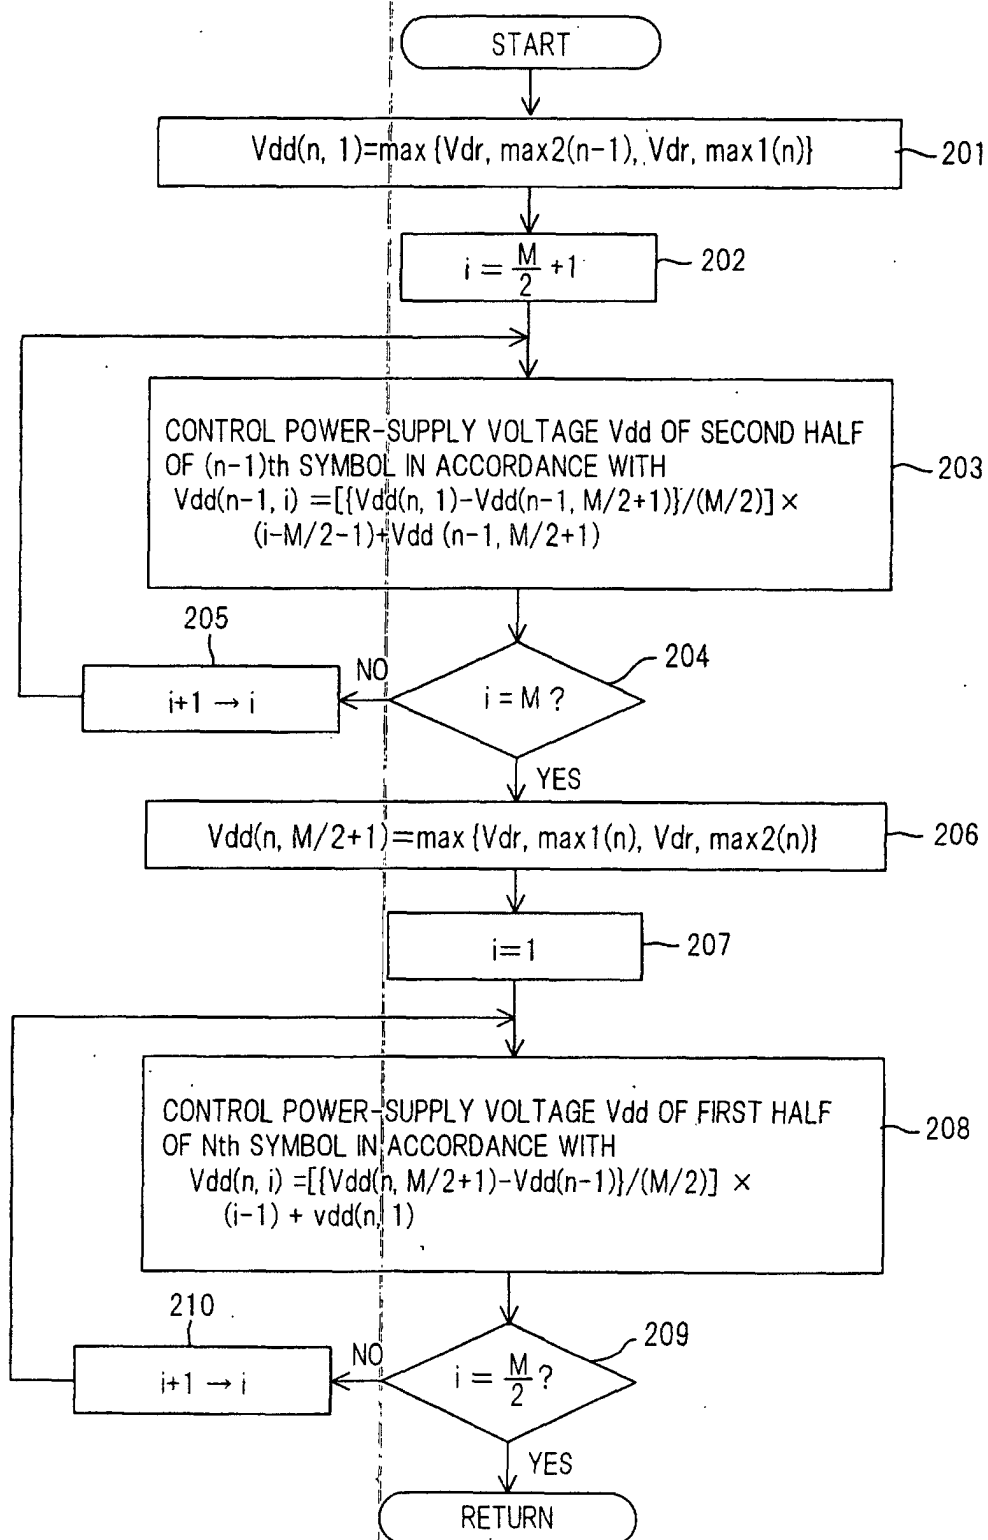 START
Vdd(n, 1)=max {Vdr, max2(n-1), Vdr, max1(n)}
201
i = M/2 +1
202
CONTROL POWER-SUPPLY VOLTAGE Vdd OF SECOND HALF
OF (n-1)th SYMBOL IN ACCORDANCE WITH
Vdd(n-1, i) =[{Vdd(n, 1)-Vdd(n-1, M/2+1)}/(M/2)] ×
(i-M/2-1)+Vdd (n-1, M/2+1)
203
205
i+1 → i
NO
i = M ?
204
YES
Vdd(n, M/2+1)=max {Vdr, max1(n), Vdr, max2(n)}
206
i=1
207
CONTROL POWER-SUPPLY VOLTAGE Vdd OF FIRST HALF
OF Nth SYMBOL IN ACCORDANCE WITH
Vdd(n, i) =[{Vdd(n, M/2+1)-Vdd(n-1)}/(M/2)] ×
(i-1) + vdd(n, 1)
208
210
i+1 → i
NO
i = M/2 ?
209
YES
RETURN